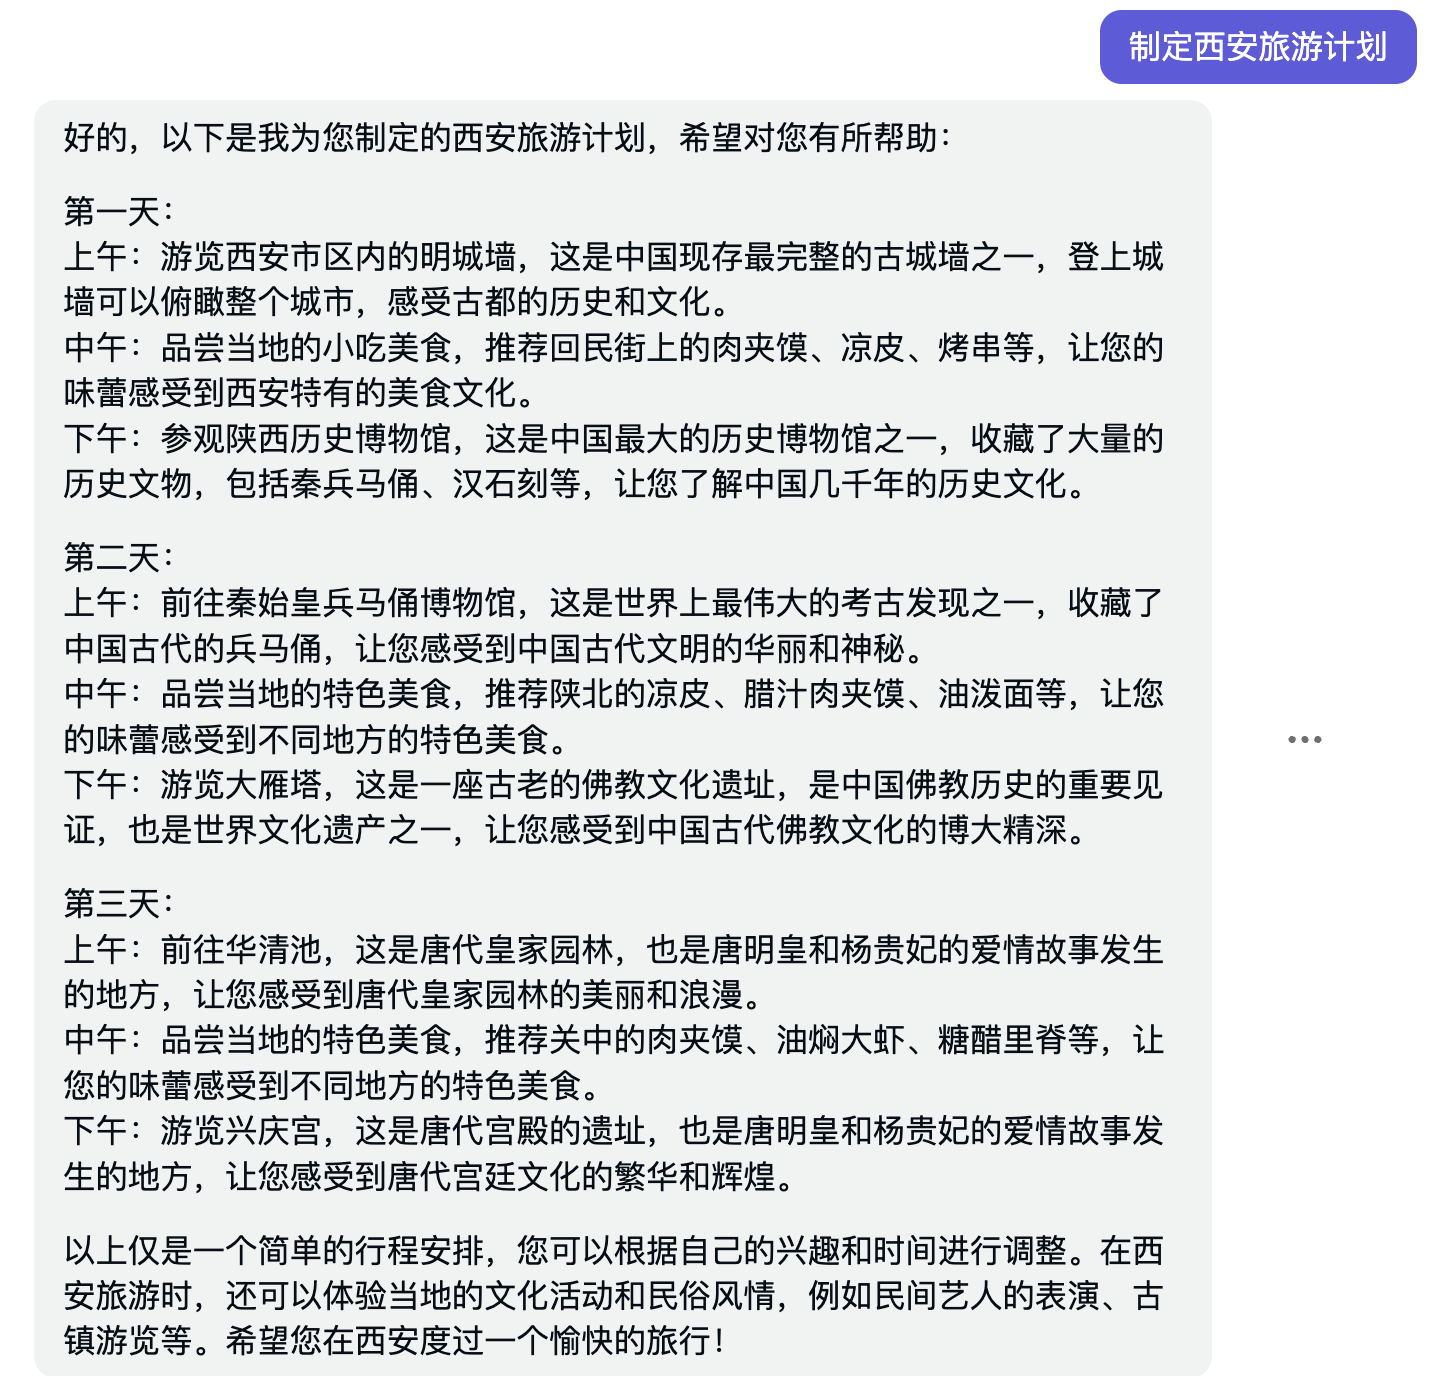 制定西安旅游计划
好的，以下是我为您制定的西安旅游计划，希望对您有所帮助：
第一天：
上午：游览西安市区内的明城墙，这是中国现存最完整的古城墙之一，登上城
墙可以俯瞰整个城市，感受古都的历史和文化。
中午：品尝当地的小吃美食，推荐回民街上的肉夹馍、凉皮、烤串等，让您的
味蕾感受到西安特有的美食文化。
下午：参观陕西历史博物馆，这是中国最大的历史博物馆之一，收藏了大量的
历史文物，包括秦兵马俑、汉石刻等，让您了解中国几千年的历史文化。
第二天：
上午：前往秦始皇兵马俑博物馆，这是世界上最伟大的考古发现之一，收藏了
中国古代的兵马俑，让您感受到中国古代文明的华丽和神秘。
中午：品尝当地的特色美食，推荐陕北的凉皮、腊汁肉夹馍、油泼面等，让您
的味蕾感受到不同地方的特色美食。
下午：游览大雁塔，这是一座古老的佛教文化遗址，是中国佛教历史的重要见
证，也是世界文化遗产之一，让您感受到中国古代佛教文化的博大精深。
第三天：
上午：前往华清池，这是唐代皇家园林，也是唐明皇和杨贵妃的爱情故事发生
的地方，让您感受到唐代皇家园林的美丽和浪漫。
中午：品尝当地的特色美食，推荐关中的肉夹馍、油焖大虾、糖醋里脊等，让
您的味蕾感受到不同地方的特色美食。
下午：游览兴庆宫，这是唐代宫殿的遗址，也是唐明皇和杨贵妃的爱情故事发
生的地方，让您感受到唐代宫廷文化的繁华和辉煌。
以上仅是一个简单的行程安排，您可以根据自己的兴趣和时间进行调整。在西
安旅游时，还可以体验当地的文化活动和民俗风情，例如民间艺人的表演、古
镇游览等。希望您在西安度过一个愉快的旅行！